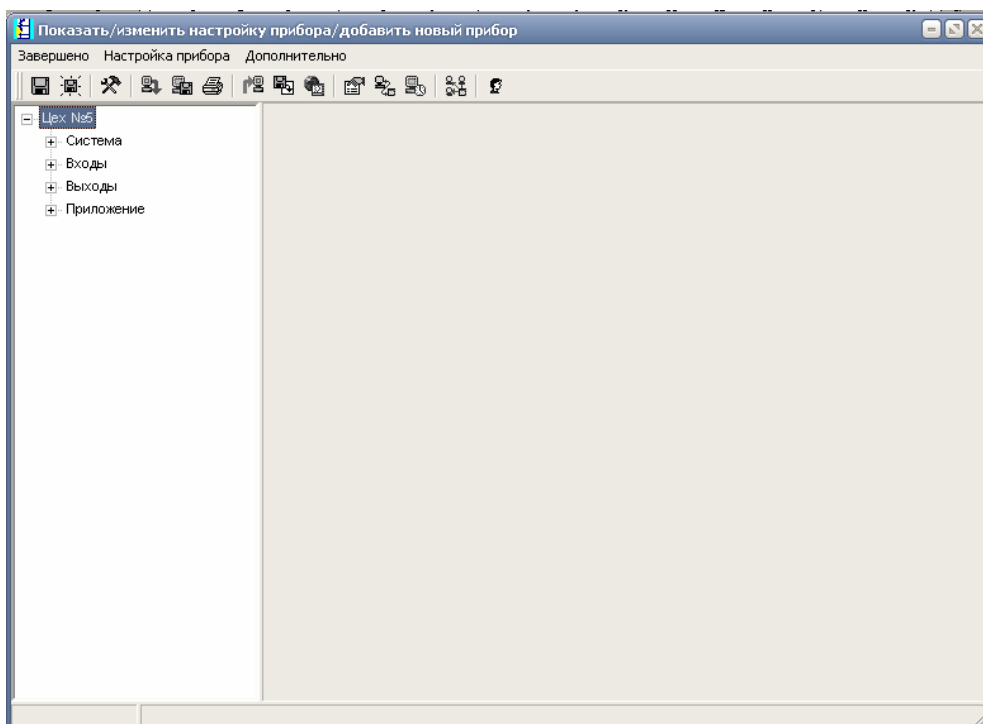 Показать/изменить настройку прибора/добавить новый прибор
Завершено Настройка прибора Дополнительно
Цех №5
Система
Входы
Выходы
Приложение